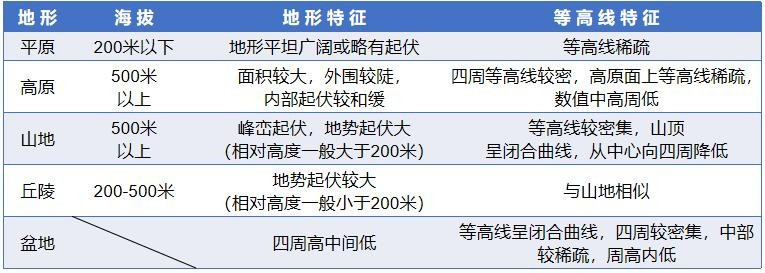 地形 海拔 地形特征 等高线特征
平原 200米以下 地形平坦广阔或略有起伏 等高线稀疏
高原 500米
以上 面积较大，外围较陡，
内部起伏较和缓 四周等高线较密，高原面上等高线稀疏，
数值中高周低
山地 500米
以上 峰峦起伏，地势起伏大
(相对高度一般大于200米) 等高线较密集，山顶
呈闭合曲线，从中心向四周降低
丘陵 200-500米 地势起伏较大
(相对高度一般小于200米) 与山地相似
盆地 四周高中间低 等高线呈闭合曲线，四周较密集，中部
较稀疏，周高内低